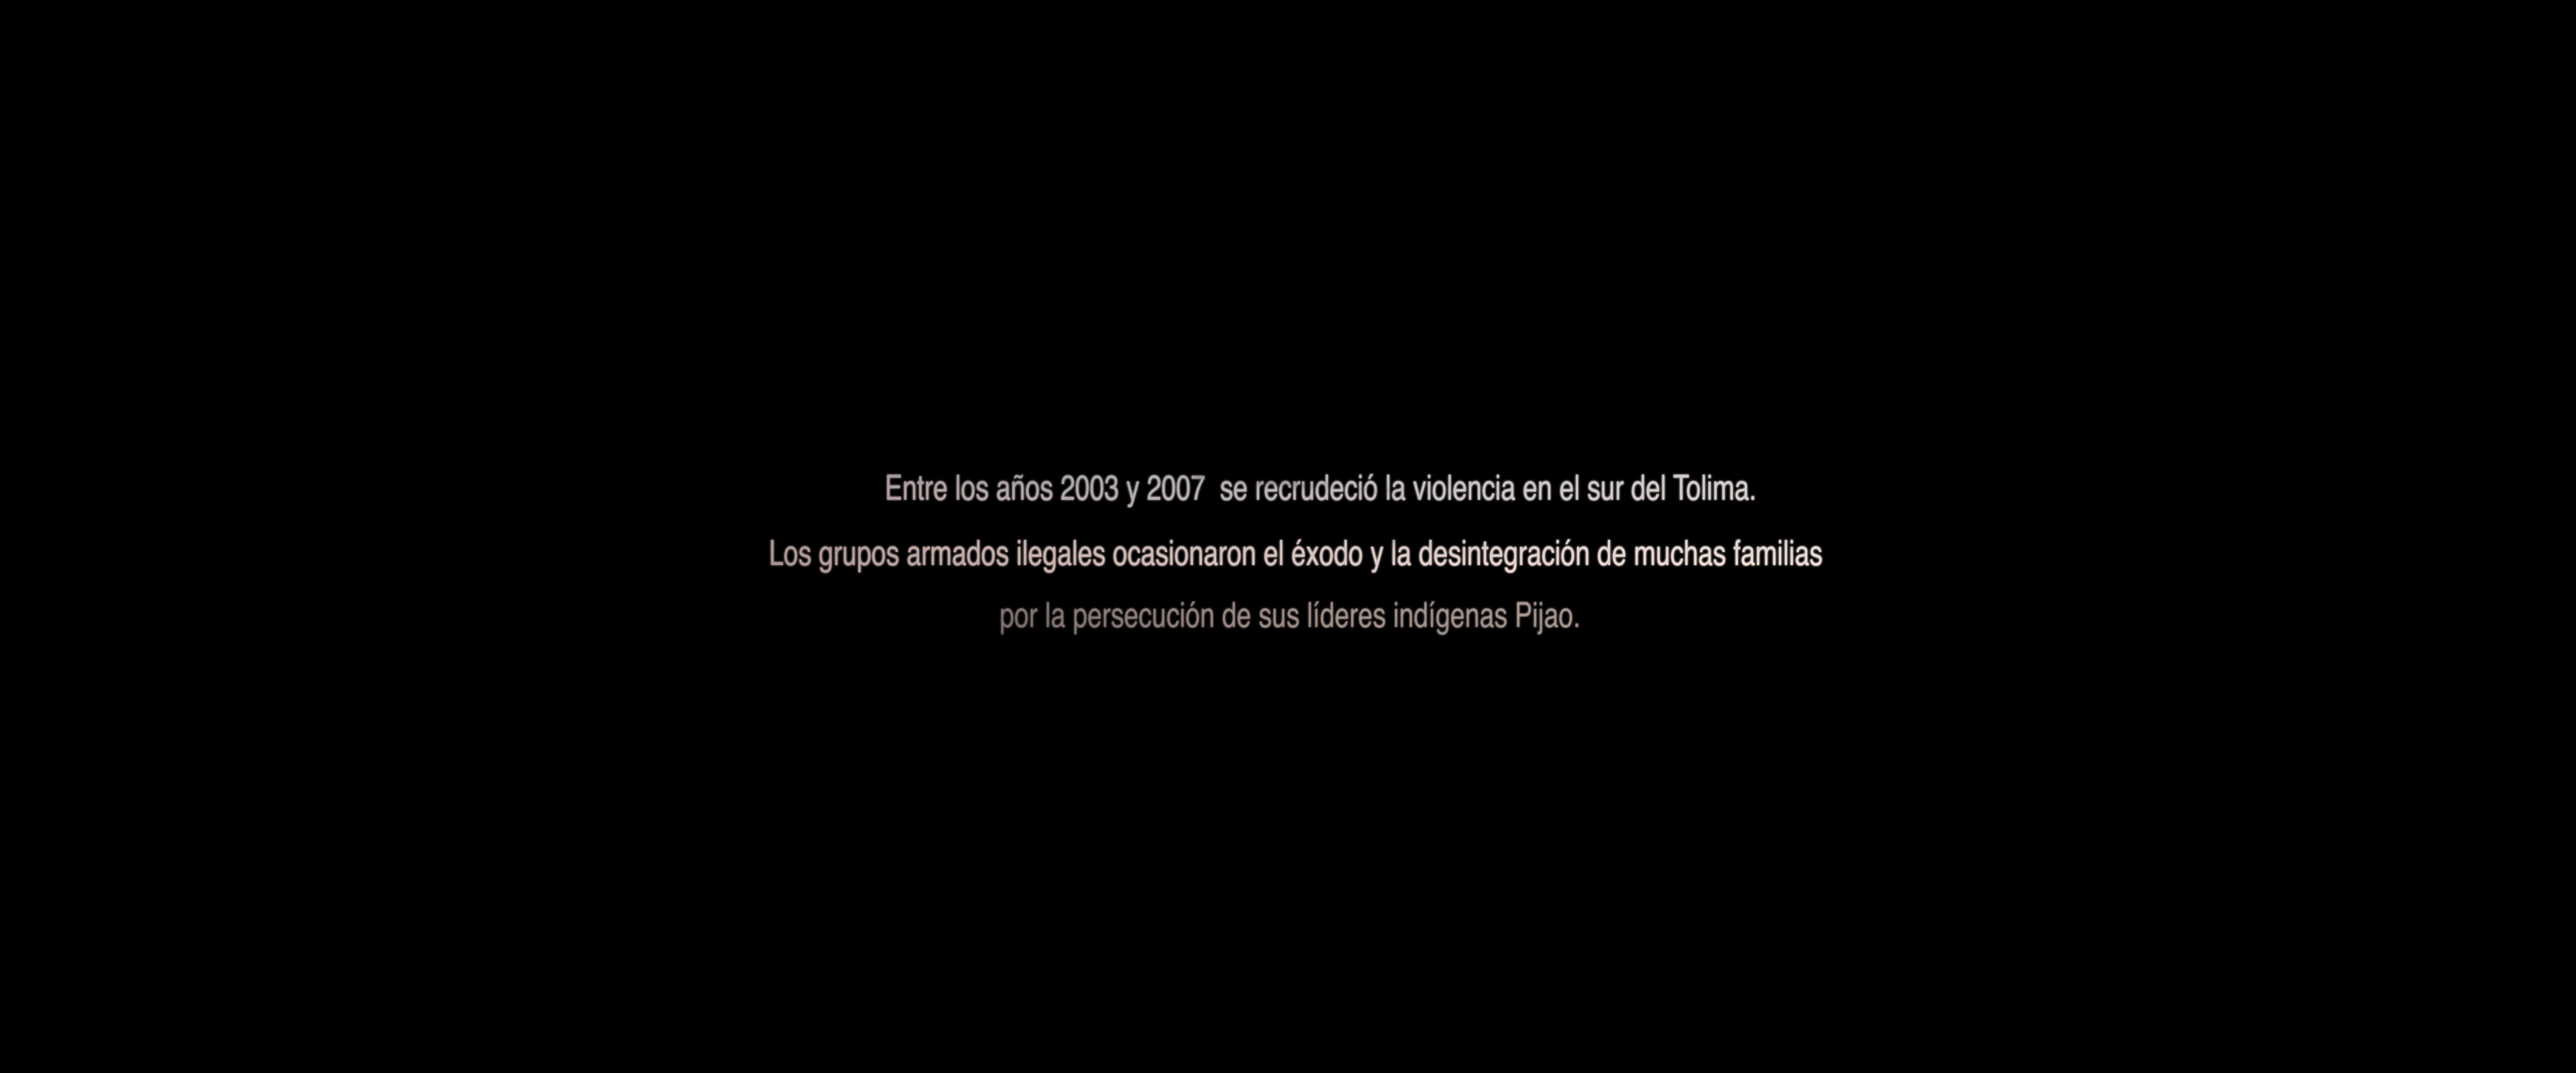 Entre los años 2003 y 2007 se recrudeció la violencia en el sur del Tolima.
Los grupos armados ilegales ocasionaron el éxodo y la desintegración de muchas familias
por la persecución de sus líderes indígenas Pijao.